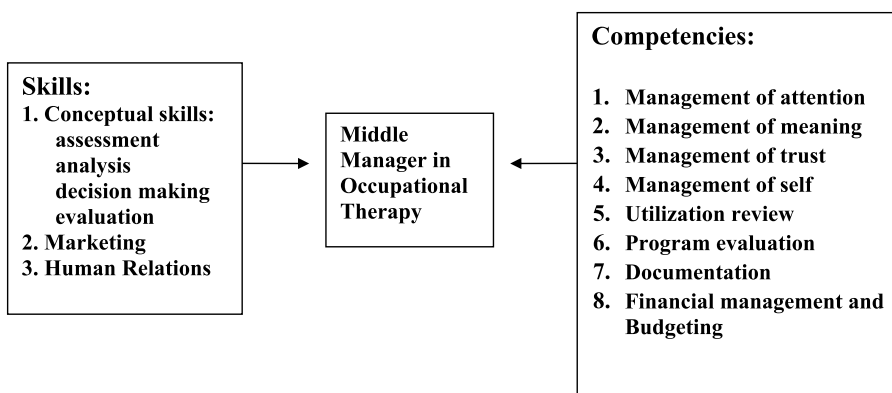 Skills:
1. Conceptual skills:
assessment
analysis
decision making
evaluation
2. Marketing
3. Human Relations
Middle
Manager in
Occupational
Therapy
Competencies:
1. Management of attention
2. Management of meaning
3. Management of trust
4. Management of self
5. Utilization review
6. Program evaluation
7. Documentation
8. Financial management and
Budgeting